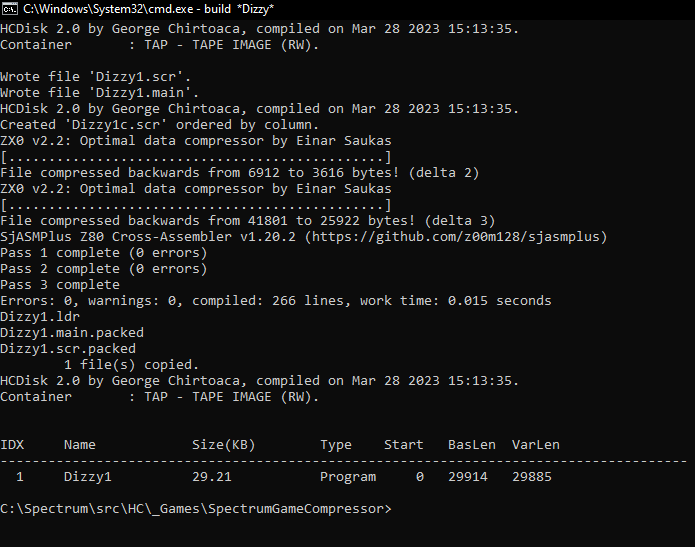 C:\Windows\System32\cmd.exe - build *Dizzy*
HCDisk 2.0 by George Chirtoaca, compiled on Mar 28 2023 15:13:35.
Container       : TAP - TAPE IMAGE (RW).
Wrote file 'Dizzy1.scr'.
Wrote file 'Dizzy1.main'.
HCDisk 2.0 by George Chirtoaca, compiled on Mar 28 2023 15:13:35.
Created 'Dizzy1c.scr' ordered by column.
ZX0 v2.2: Optimal data compressor by Einar Saukas
[...............................................]
File compressed backwards from 6912 to 3616 bytes! (delta 2)
ZX0 v2.2: Optimal data compressor by Einar Saukas
[...............................................]
File compressed backwards from 41801 to 25922 bytes! (delta 3)
SjASMPlus Z80 Cross-Assembler v1.20.2 (https://github.com/z00m128/sjasmplus)
Pass 1 complete (0 errors)
Pass 2 complete (0 errors)
Pass 3 complete
Errors: 0, warnings: 0, compiled: 266 lines, work time: 0.015 seconds
Dizzy1.ldr
Dizzy1.main.packed
Dizzy1.scr.packed
        1 file(s) copied.
HCDisk 2.0 by George Chirtoaca, compiled on Mar 28 2023 15:13:35.
Container       : TAP - TAPE IMAGE (RW).
IDX     Name            Size(KB)        Type    Start   BasLen  VarLen
--------------------------------------------------------------------------------------
  1     Dizzy1          29.21           Program     0   29914   29885
C:\Spectrum\src\HC\_Games\SpectrumGameCompressor>